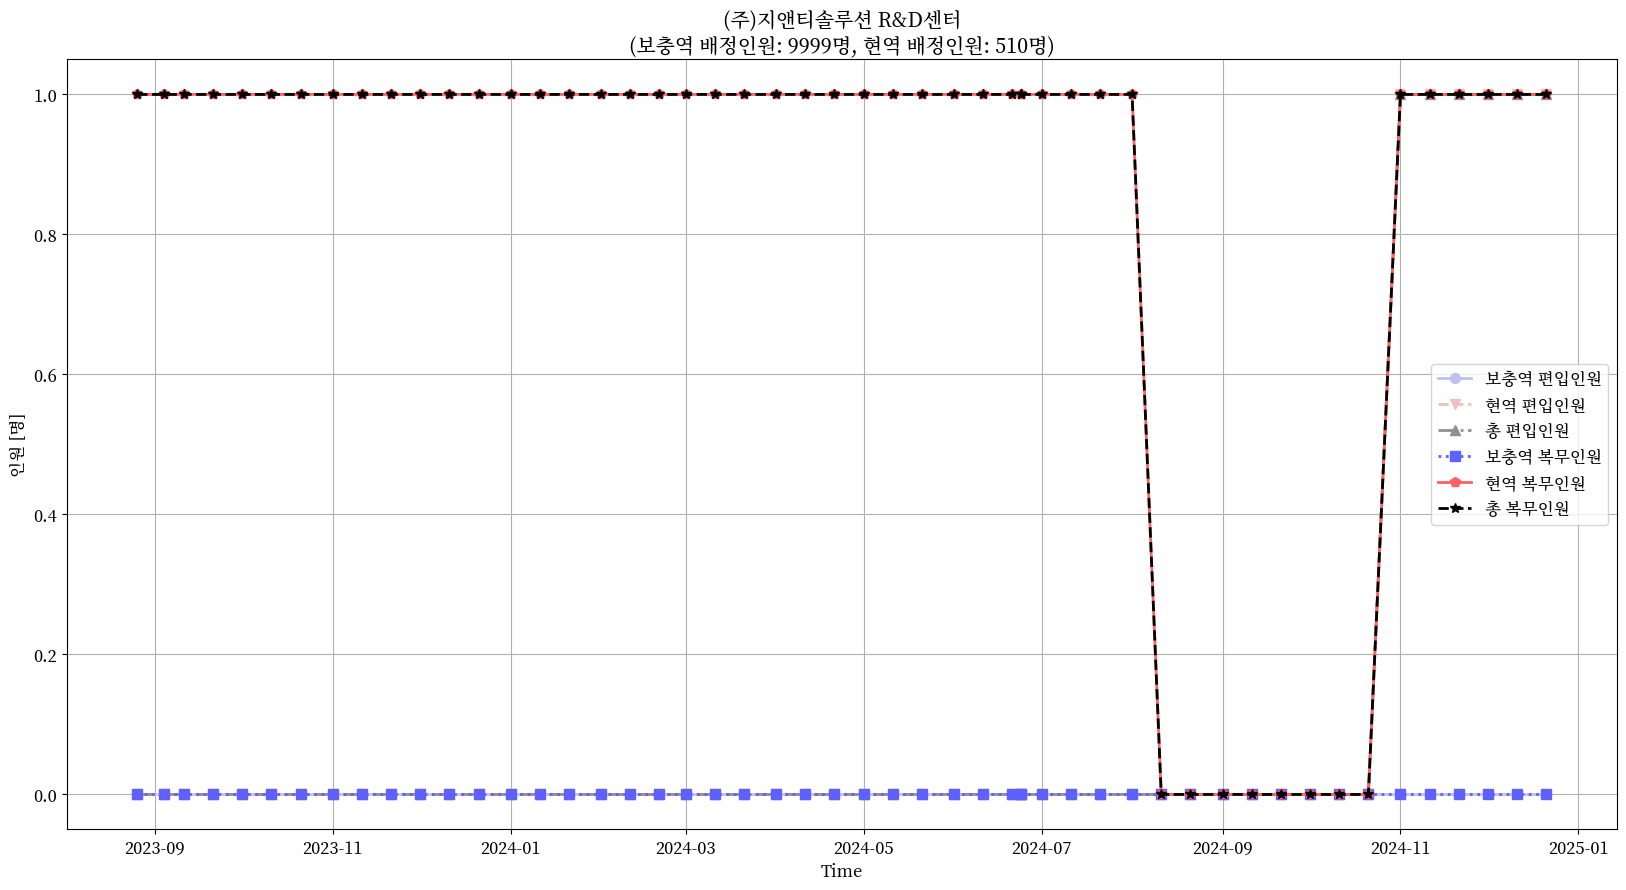 (주)지앤티솔루션 R&D센터
(보충역 배정인원: 9999명, 현역 배정인원: 510명)
1.0
0.8
0.6
0.4
0.2
0.0
인원 [명]
보충역 편입인원
현역 편입인원
총 편입인원
보충역 복무인원
현역 복무인원
총 복무인원
2023-09
2023-11
2024-01
2024-03
2024-05
2024-07
2024-09
2024-11
2025-01
Time